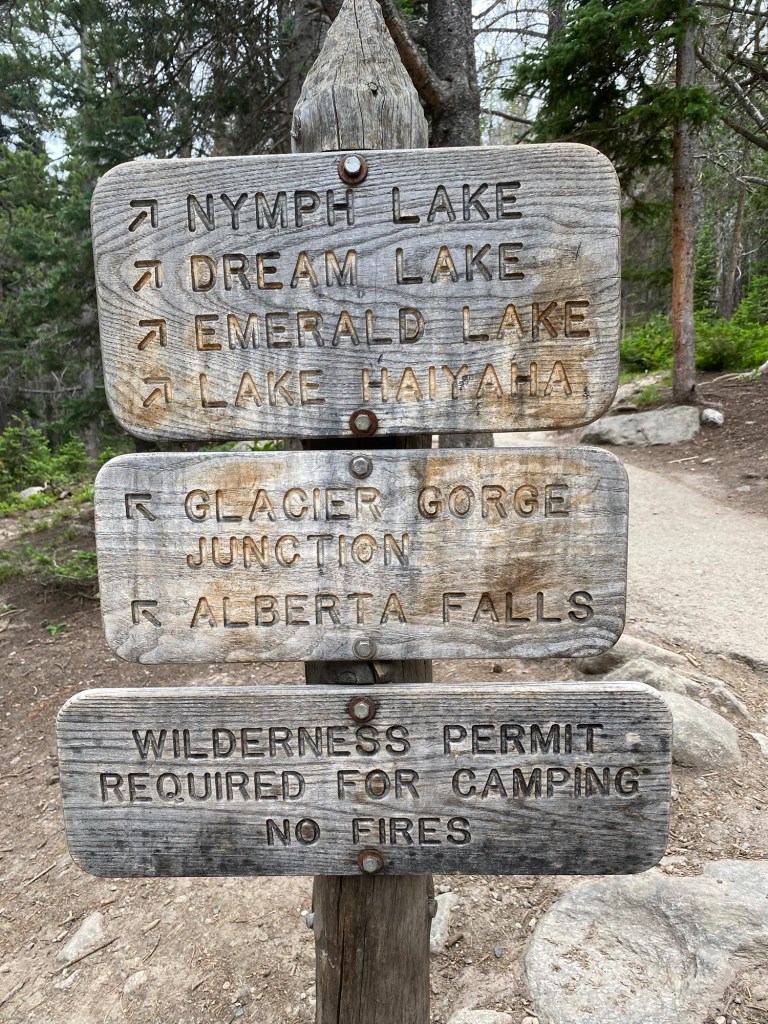 NYMPH LAKE
DREAM LAKE
EMERALD LAKE
LAKE HAIYAHA
GLACIER GORGE
JUNCTION
ALBERTA FALLS
WILDERNESS PERMIT
REQUIRED FOR CAMPING
NO FIRES